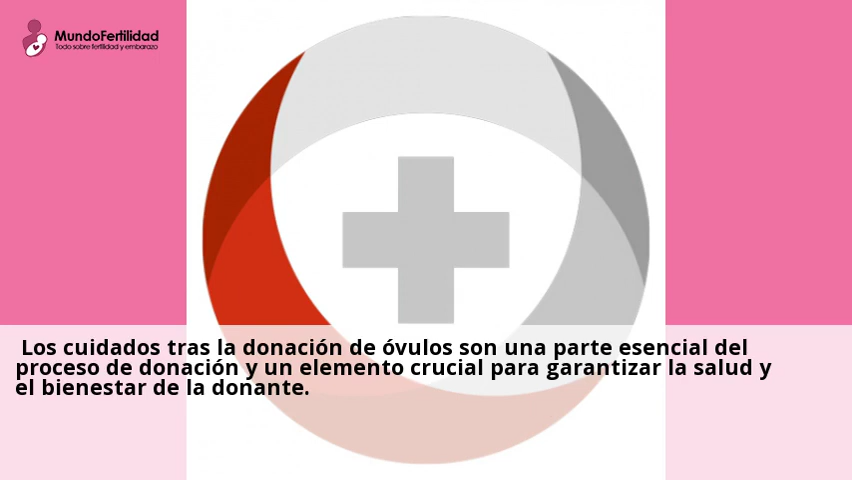 MundoFertilidad
Todo sobre fertilidad y embarazo
Los cuidados tras la donación de óvulos son una parte esencial del
proceso de donación y un elemento crucial para garantizar la salud y
el bienestar de la donante.